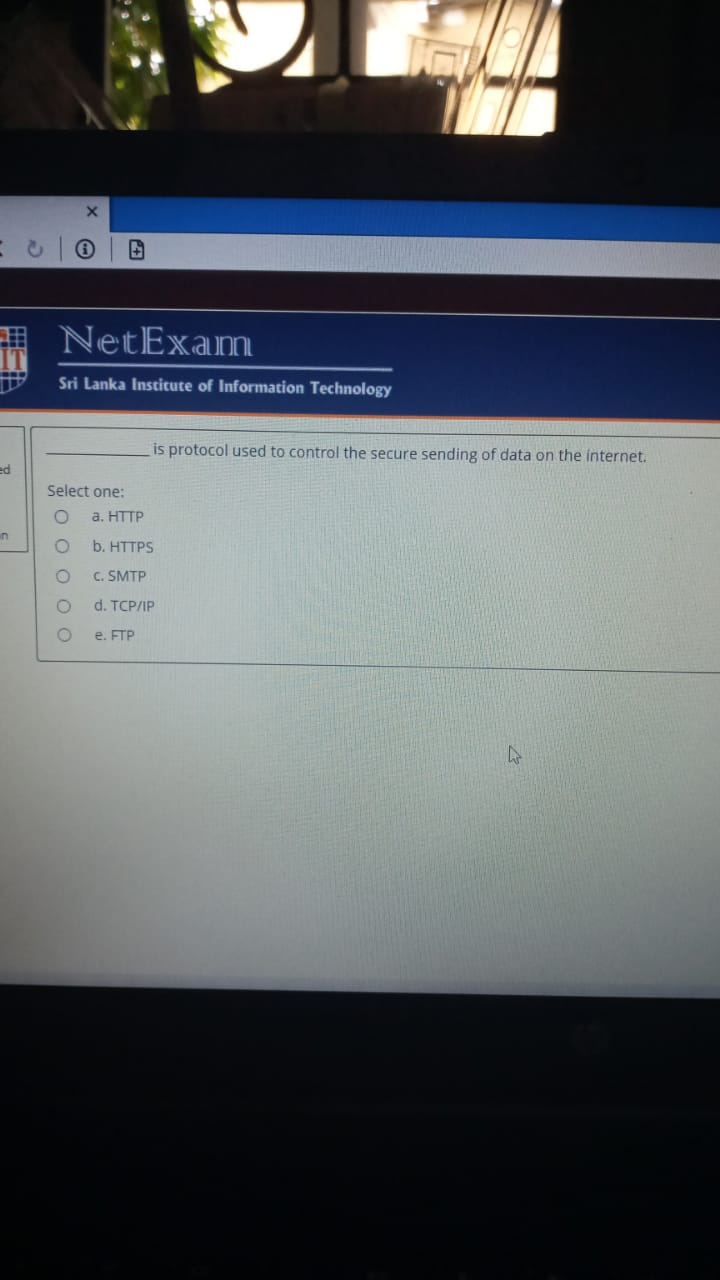 IT
NetExam
Sri Lanka Institute of Information Technology
ed
n
__________ is protocol used to control the secure sending of data on the internet.
Select one:
a. HTTP
b. HTTPS
c. SMTP
d. TCP/IP
e. FTP